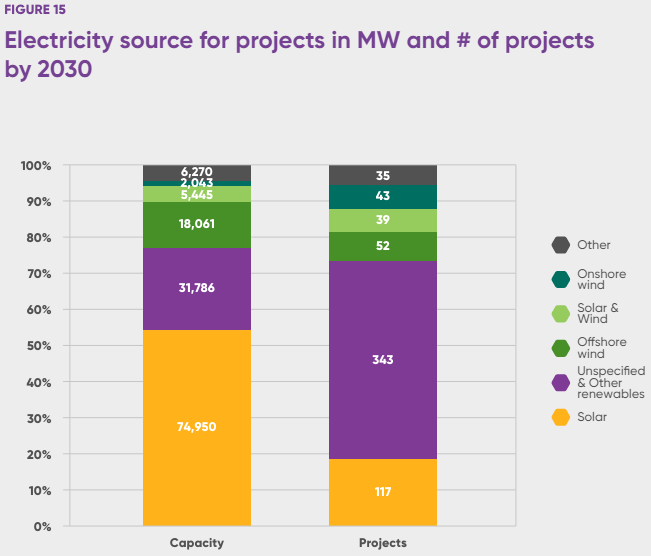 FIGURE 15
Electricity source for projects in MW and # of projects
by 2030
100%
90%
80%
70%
60%
50%
40%
30%
20%
10%
0%
6,270
2,043
5,445
18,061
31,786
74,950
35
43
39
52
343
117
Capacity
Projects
Other
Onshore
wind
Solar &
Wind
Offshore
wind
Unspecified
& Other
renewables
Solar